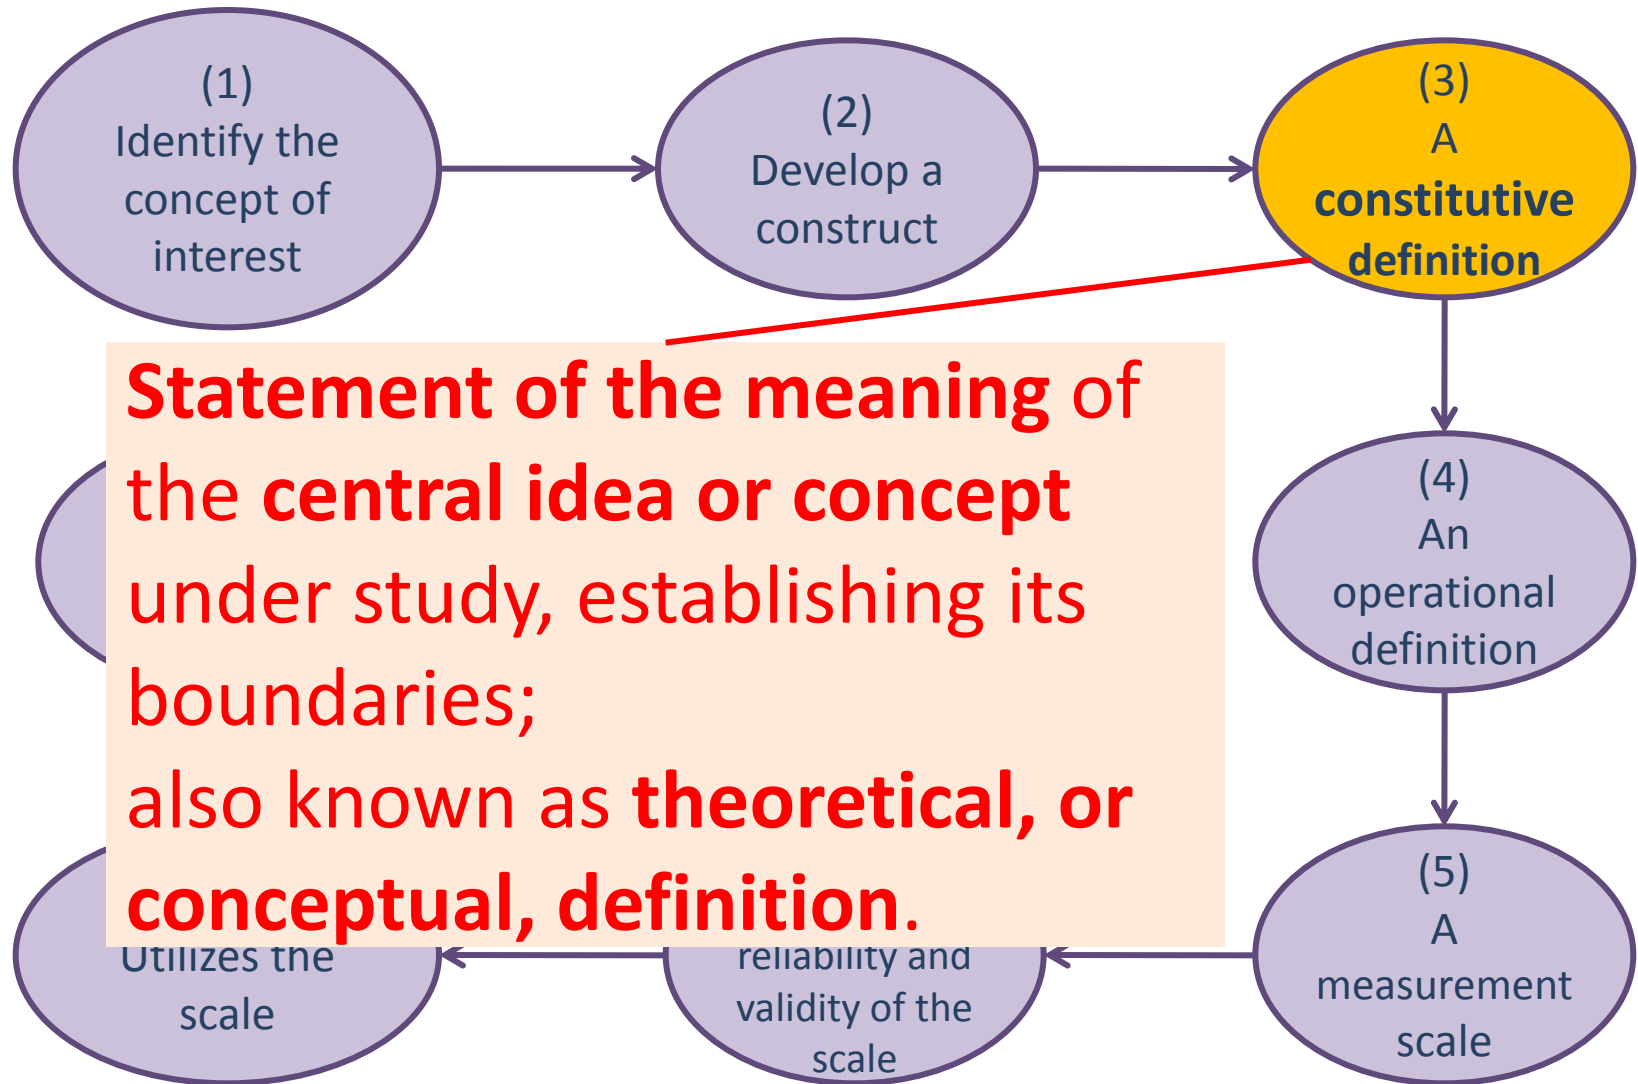 (1)
Identify the
concept of
interest
(2)
Develop a
construct
(3)
A
constitutive
definition
Statement of the meaning of
the central idea or concept
under study, establishing its
boundaries;
also known as theoretical, or
conceptual, definition.
(4)
An
operational
definition
(5)
A
measurement
scale
reliability and
validity of the
scale
Utilizes the
scale